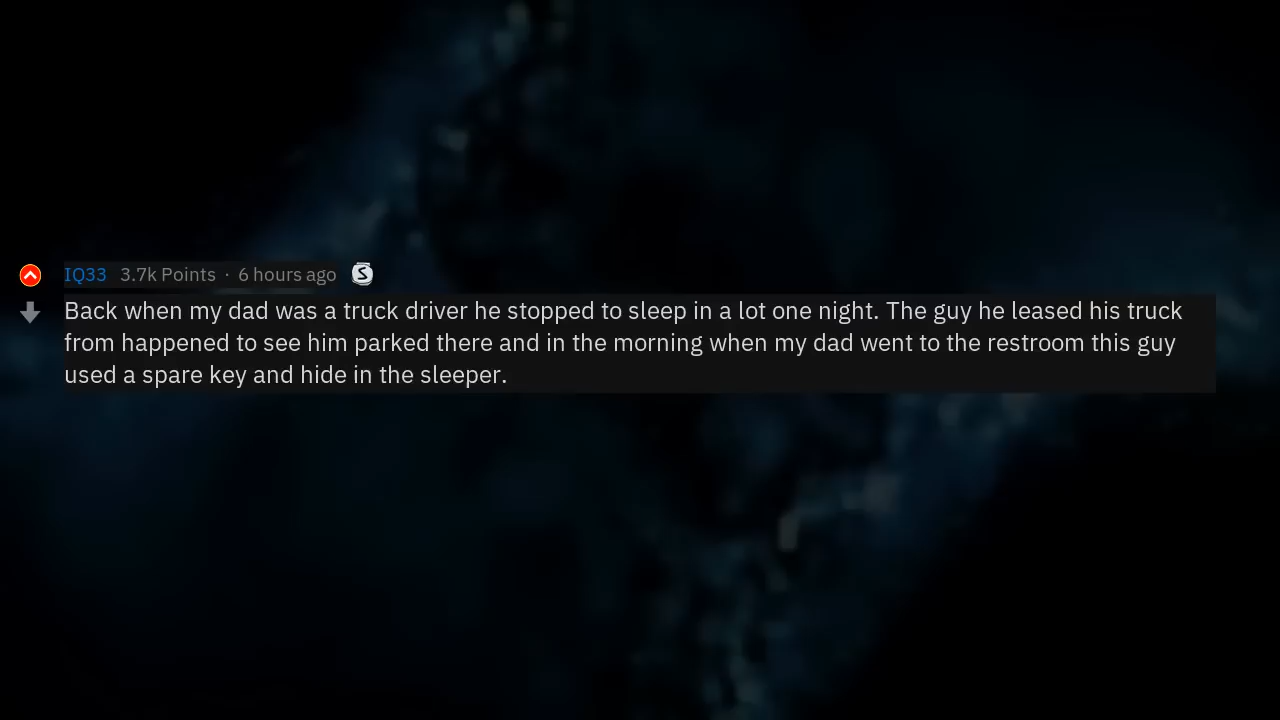 IQ33 3.7k Points · 6 hours ago S
Back when my dad was a truck driver he stopped to sleep in a lot one night. The guy he leased his truck
from happened to see him parked there and in the morning when my dad went to the restroom this guy
used a spare key and hide in the sleeper.